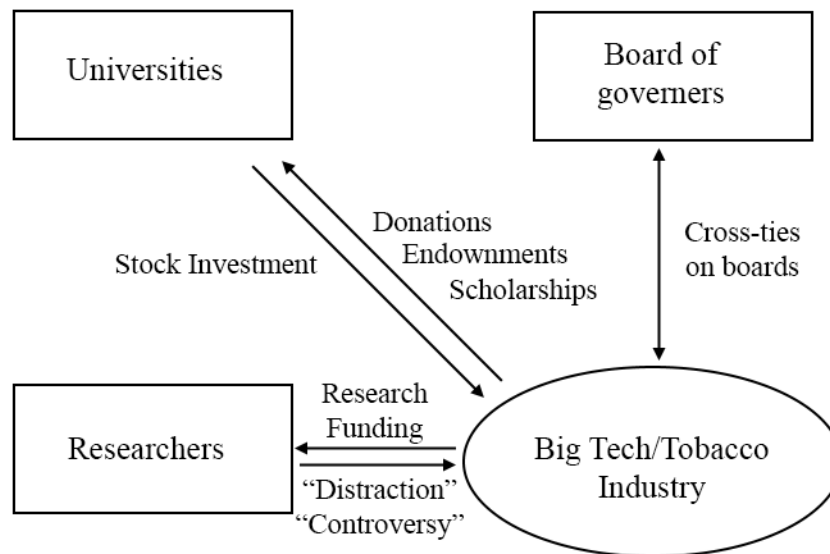 Universities
Board of
governers
Donations
Endownments
Scholarships
Stock Investment
Cross-ties
on boards
Researchers
Research
Funding
“Distraction”
“Controversy”
Big Tech/Tobacco
Industry